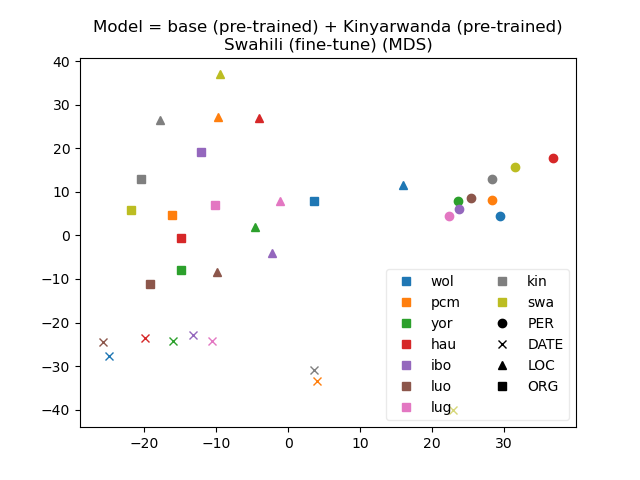 Model = base (pre-trained) + Kinyarwanda (pre-trained)
Swahili (fine-tune) (MDS)
40
30
20
10
0
−10
−20
−30
−40
−20
−10
0
10
20
30
wol
pcm
yor
hau
ibo
luo
lug
kin
swa
PER
DATE
LOC
ORG